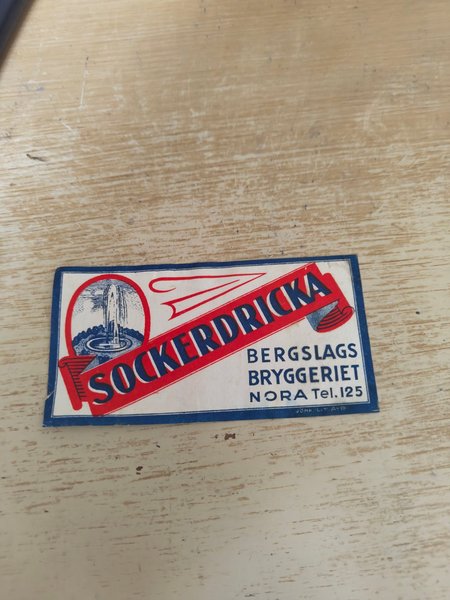 SOCKERDRICKA
BERGSLAGS
BRYGGERIET
NORA Tel. 125